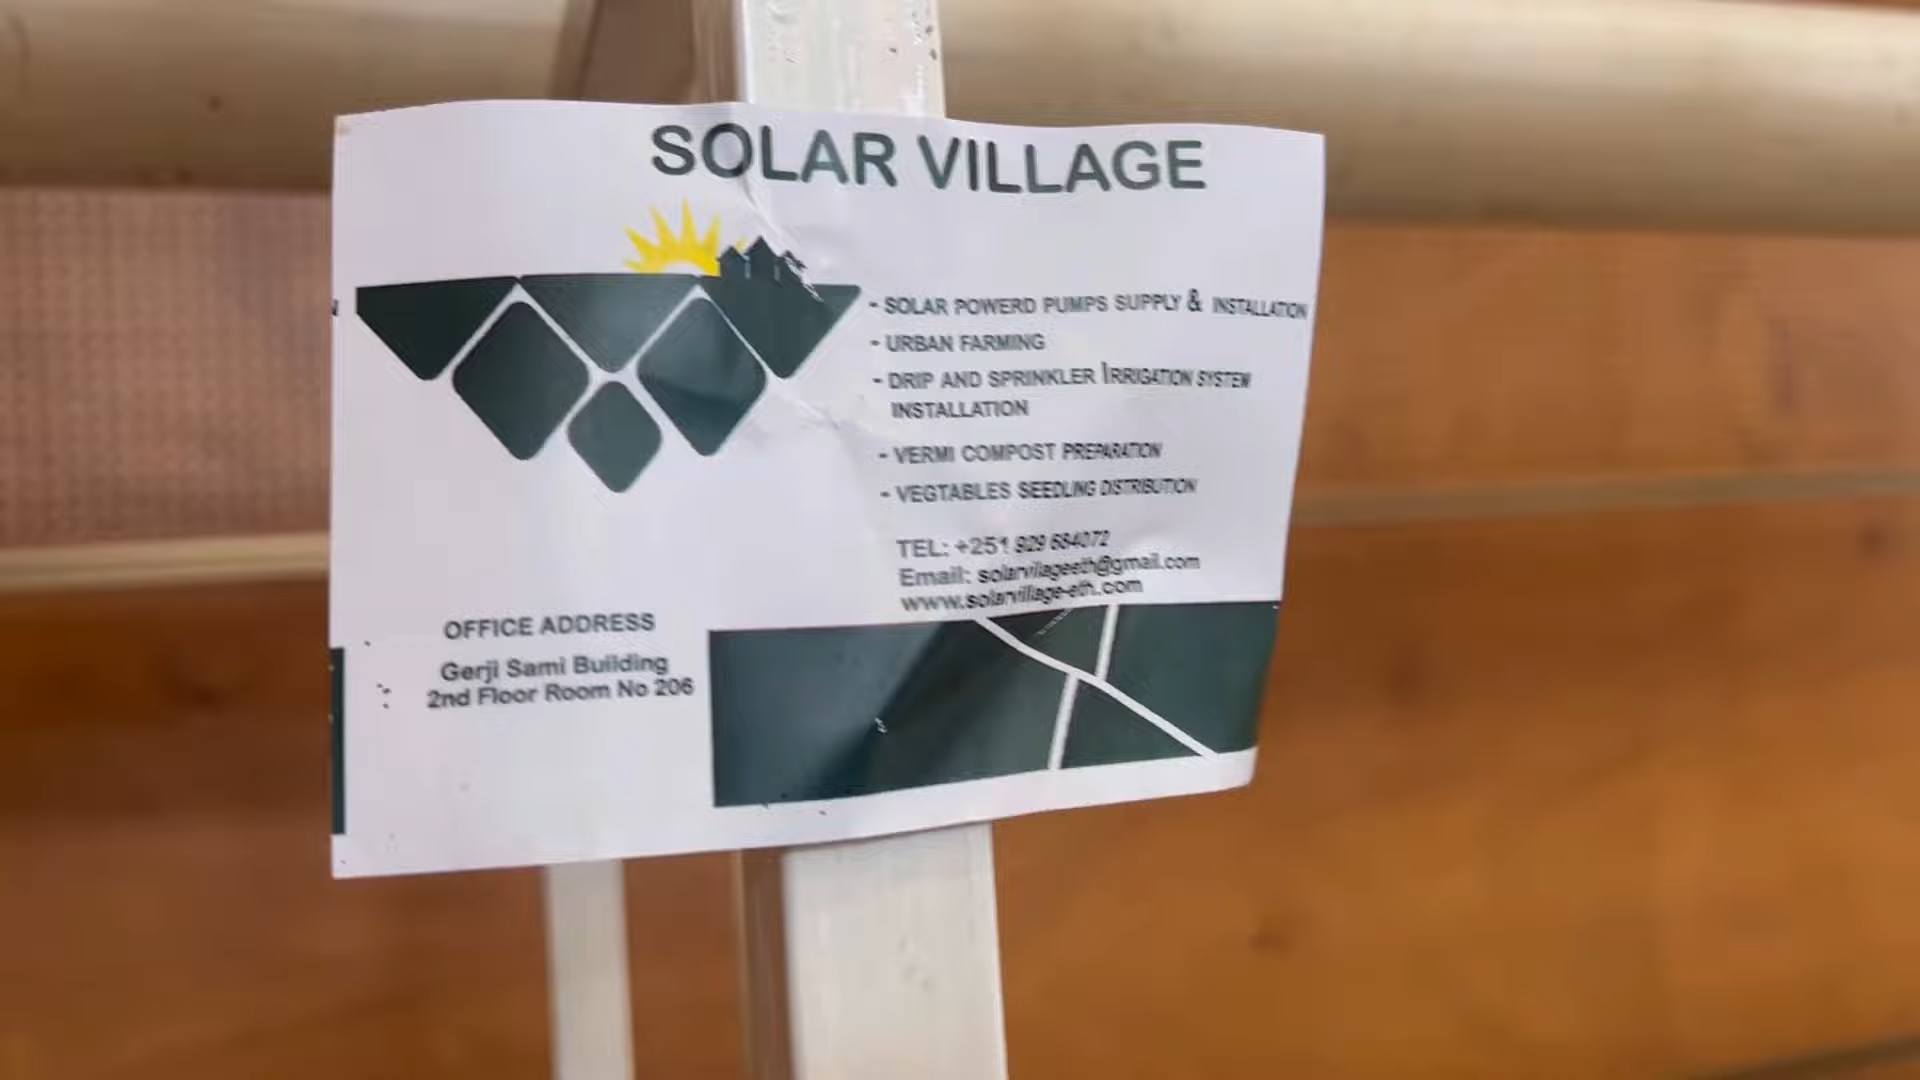 SOLAR VILLAGE
- SOLAR POWERD PUMPS SUPPLY & INSTALLATION
- URBAN FARMING
- DRIP AND SPRINKLER IRRIGATION SYSTEM
INSTALLATION
- VERMI COMPOST PREPARATION
- VEGTABLES SEEDLING DISTRIBUTION
TEL: +251 929 684072
Email: solarvilageeth@gmail.com
www.solarvillage-eth.com
OFFICE ADDRESS
Gerji Sami Building
2nd Floor Room No 206